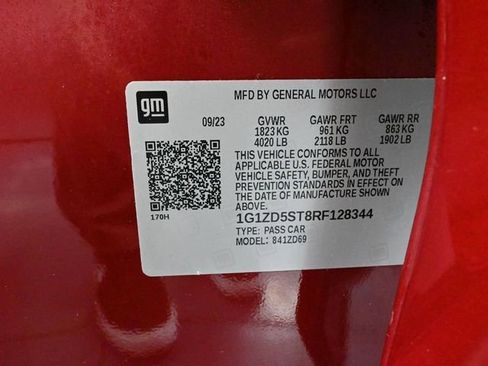 gm
MFD BY GENERAL MOTORS LLC
09/23 GVWR GAWR FRT GAWR RR
1823 KG 961 KG 863 KG
4020 LB 2118 LB 1902 LB
THIS VEHICLE CONFORMS TO ALL
APPLICABLE U.S. FEDERAL MOTOR
VEHICLE SAFETY, BUMPER, AND THEFT
PREVENTION STANDARDS IN EFFECT ON
THE DATE OF MANUFACTURE SHOWN
ABOVE.
170H
1G1ZD5ST8RF128344
TYPE: PASS CAR
MODEL: 841ZD69